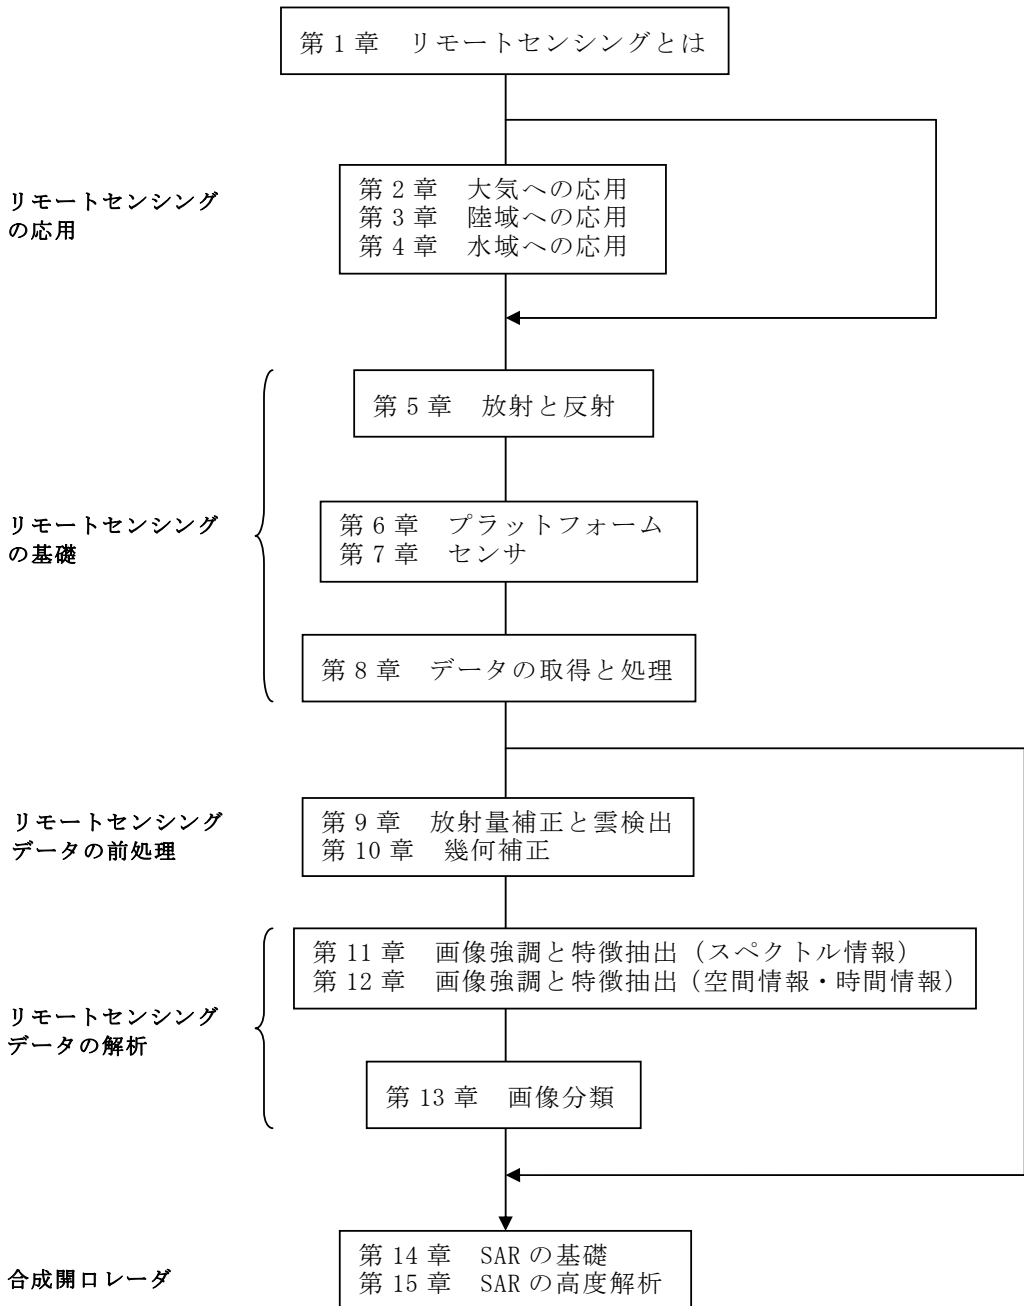 第 1 章　リモートセンシングとは
リモートセンシング
の応用
第 2 章　大気への応用
第 3 章　陸域への応用
第 4 章　水域への応用
第 5 章　放射と反射
リモートセンシング
の基礎
第 6 章　プラットフォーム
第 7 章　センサ
第 8 章　データの取得と処理
リモートセンシング
データの前処理
第 9 章　放射量補正と雲検出
第 10 章　幾何補正
第 11 章　画像強調と特徴抽出（スペクトル情報）
第 12 章　画像強調と特徴抽出（空間情報・時間情報）
リモートセンシング
データの解析
第 13 章　画像分類
合成開口レーダ
第 14 章　SAR の基礎
第 15 章　SAR の高度解析